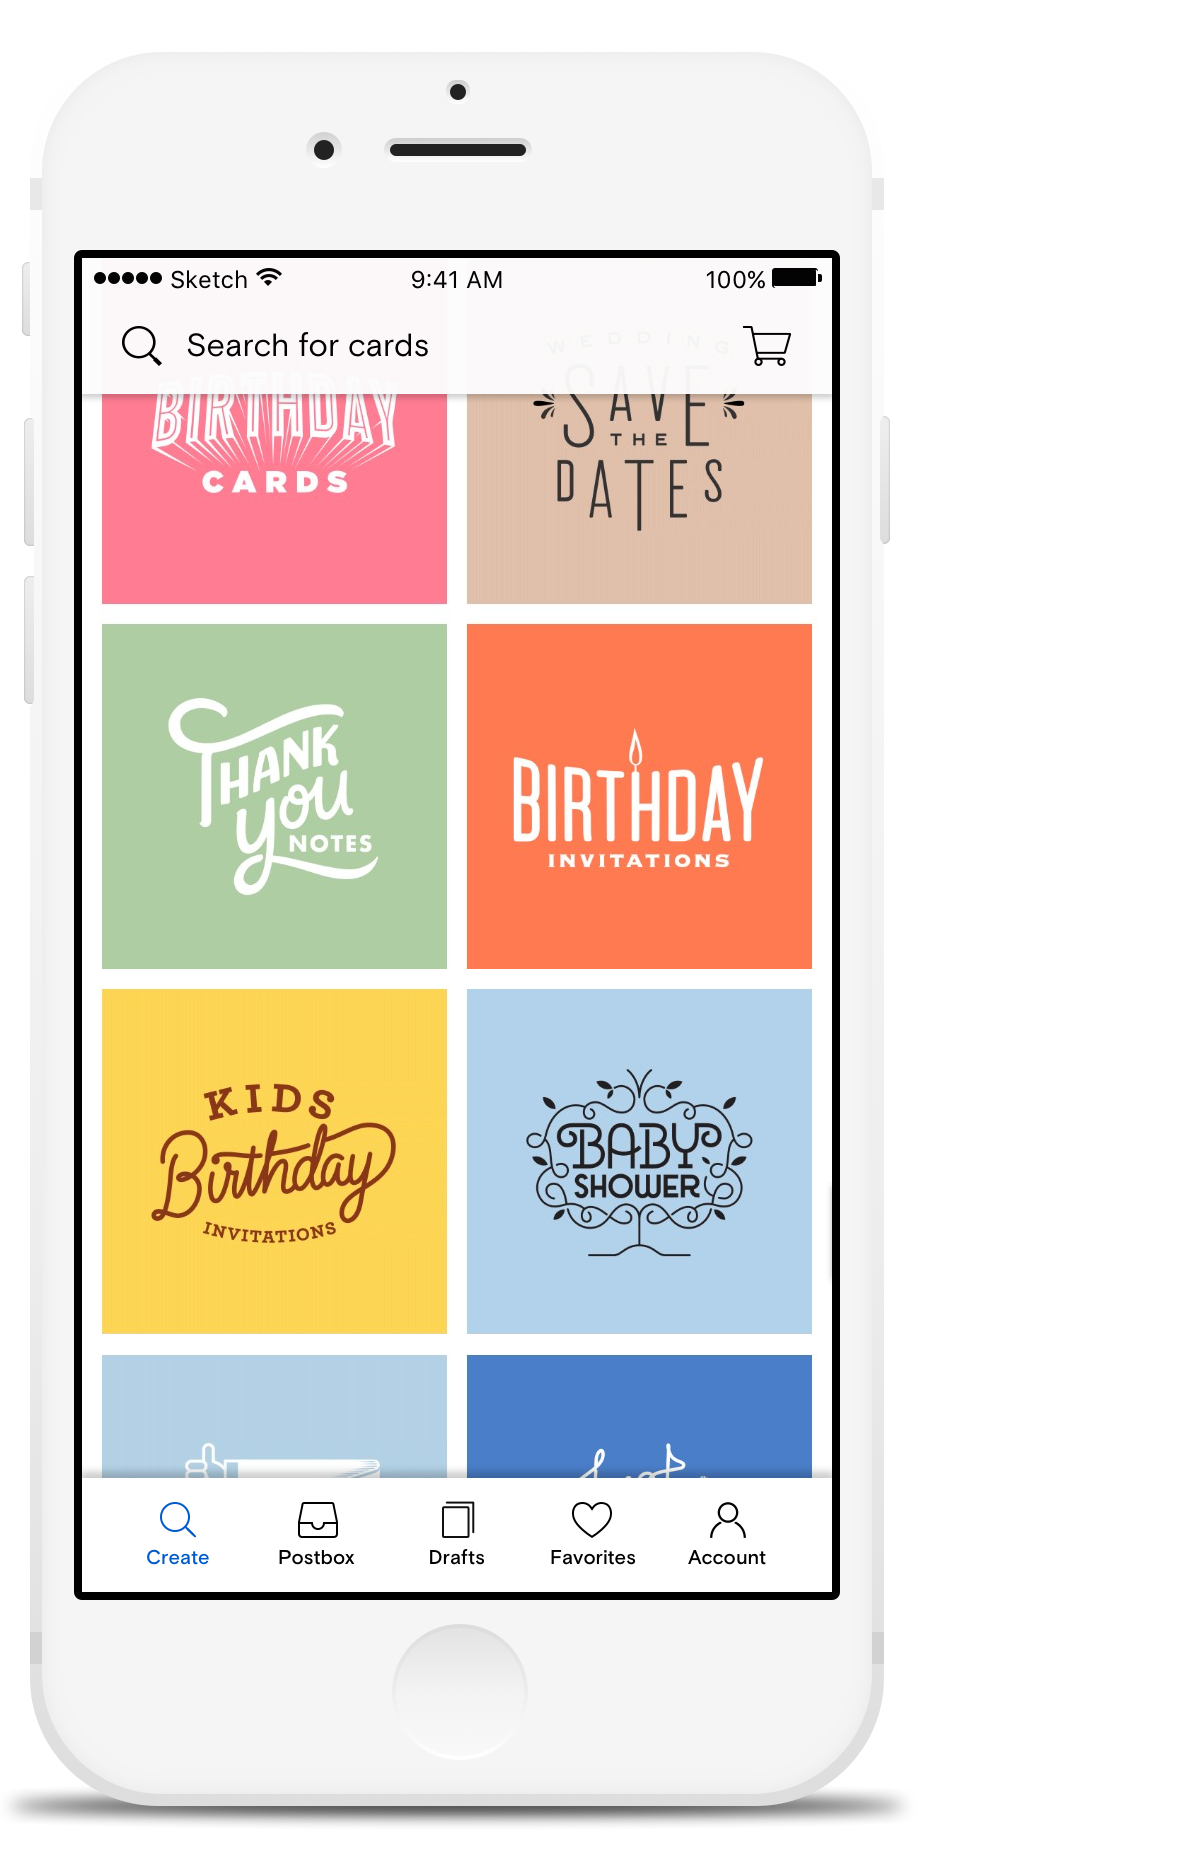 Sketch 9:41 AM 100%
Search for cards
BIRTHDAY
CARDS
WEDDING
SAVE
THE
DATES
THANK
you
NOTES
BIRTHDAY
INVITATIONS
KIDS
Birthday
INVITATIONS
BABY
SHOWER
Create Postbox Drafts Favorites Account